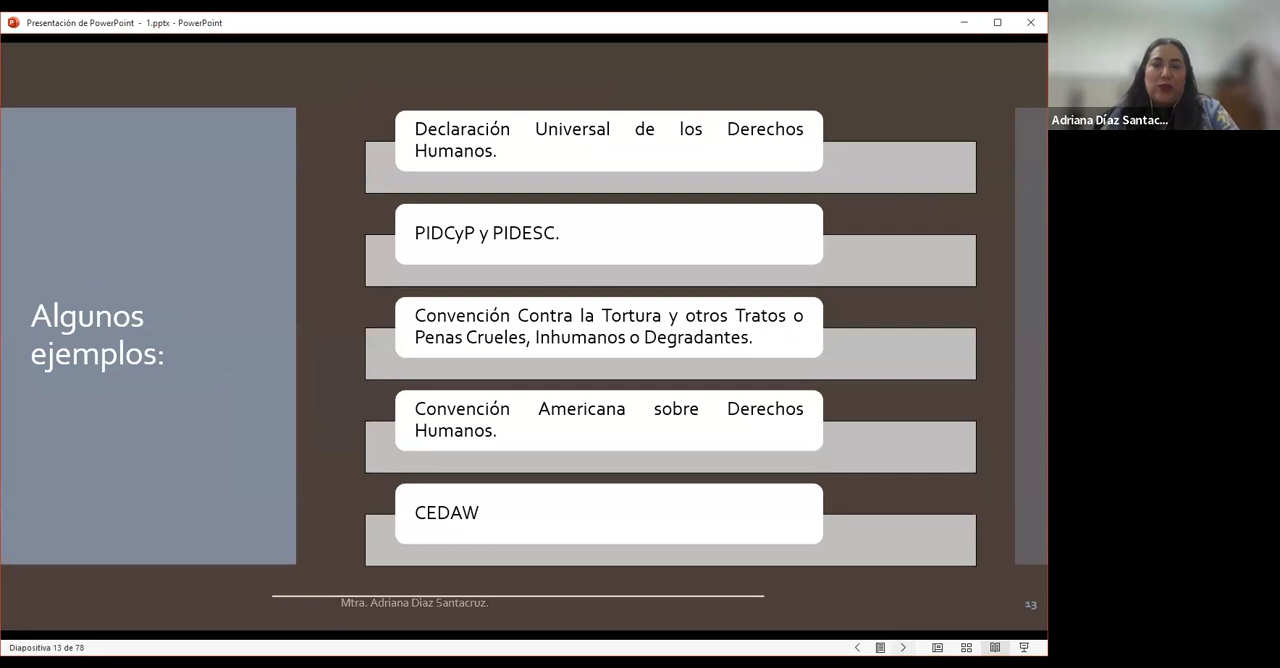 Presentación de PowerPoint - 1.pptx - PowerPoint
Adriana Díaz Santac...
Algunos
ejemplos:
Declaración Universal de los Derechos
Humanos.
PIDCyP y PIDESC.
Convención Contra la Tortura y otros Tratos o
Penas Crueles, Inhumanos o Degradantes.
Convención Americana sobre Derechos
Humanos.
CEDAW
Mtra. Adriana Diaz Santacruz.
13
Diapositiva 13 de 78